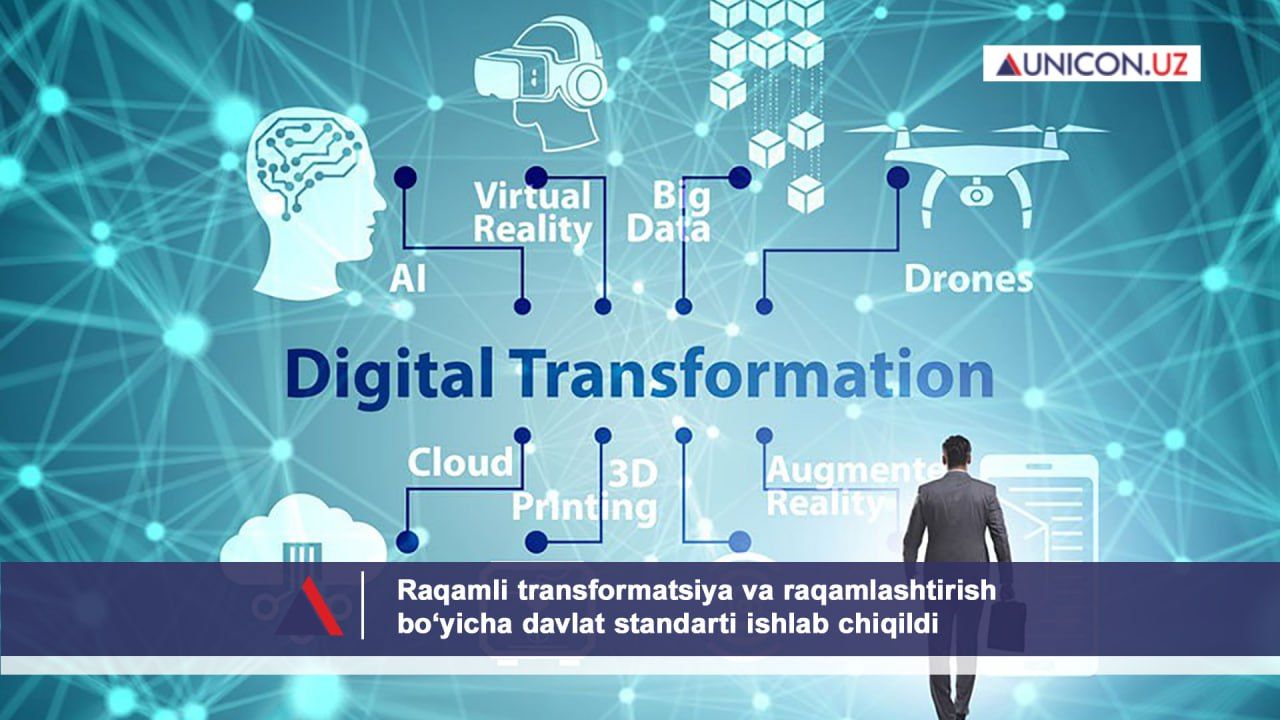 UNICON.UZ
Virtual
Reality
Big
Data
AI
Drones
Digital Transformation
Cloud
3D
Printing
Augmente
Reality
Raqamli transformatsiya va raqamlashtirish
bo‘yicha davlat standarti ishlab chiqildi